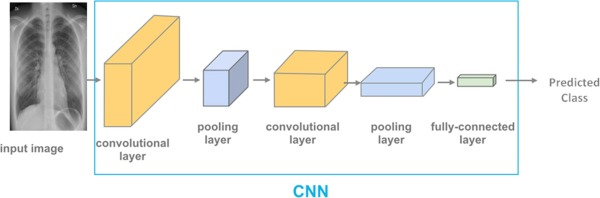 input image
convolutional
layer
pooling
layer
convolutional
layer
pooling
layer
fully-connected
layer
Predicted
Class
CNN